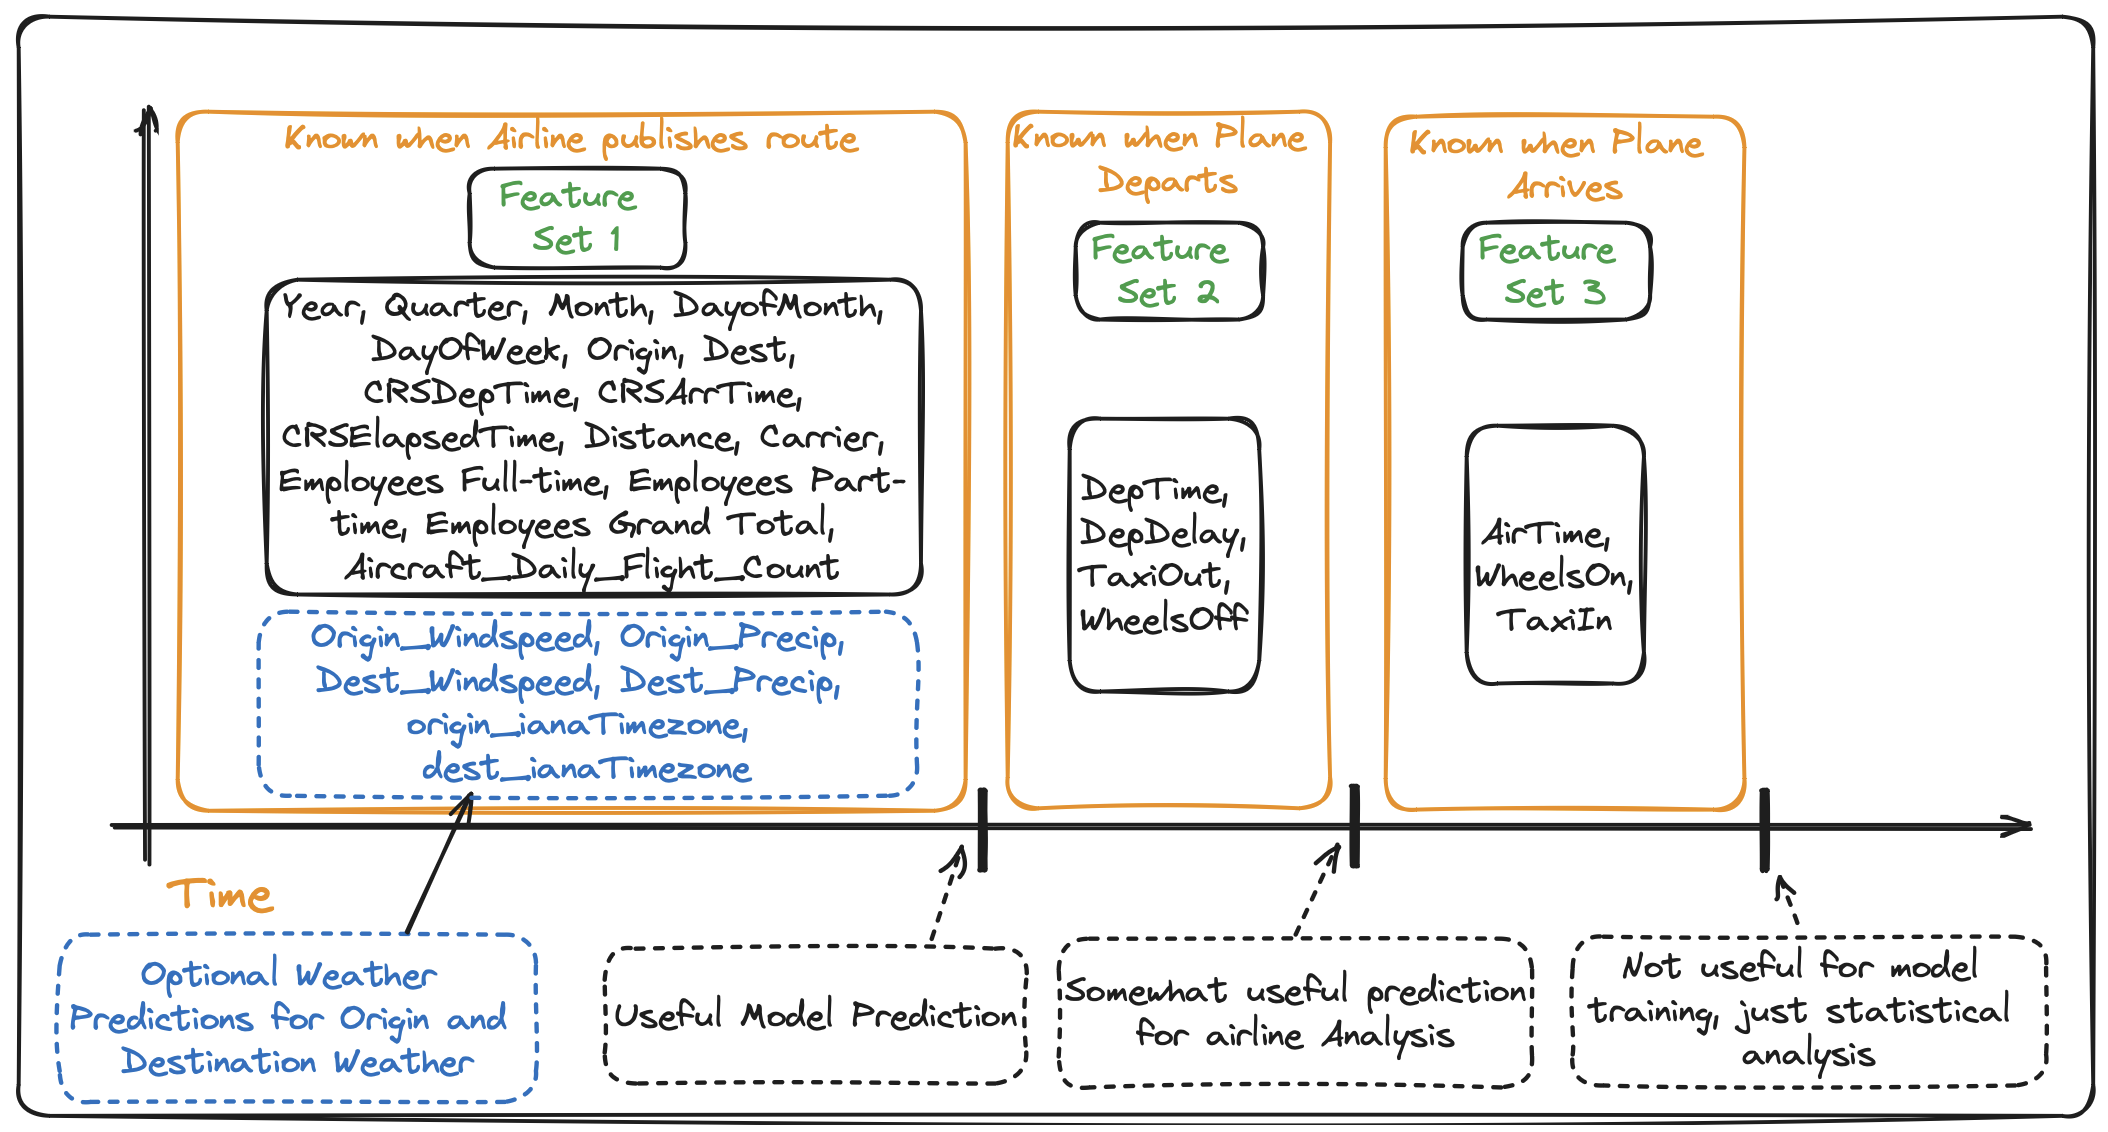 Known when Airline publishes route
Feature
Set 1
Year, Quarter, Month, DayofMonth,
DayOfWeek, Origin, Dest,
CRSDepTime, CRSArrTime,
CRSElapsedTime, Distance, Carrier,
Employees Full-time, Employees Part-
time, Employees Grand Total,
Aircraft_Daily_Flight_Count
Origin_Windspeed, Origin_Precip,
Dest_Windspeed, Dest_Precip,
origin_ianaTimezone,
dest_ianaTimezone
Known when Plane
Departs
Feature
Set 2
DepTime,
DepDelay,
TaxiOut,
WheelsOff
Known when Plane
Arrives
Feature
Set 3
AirTime,
WheelsOn,
TaxiIn
Time
Optional Weather
Predictions for Origin and
Destination Weather
Useful Model Prediction
Somewhat useful prediction
for airline Analysis
Not useful for model
training, just statistical
analysis